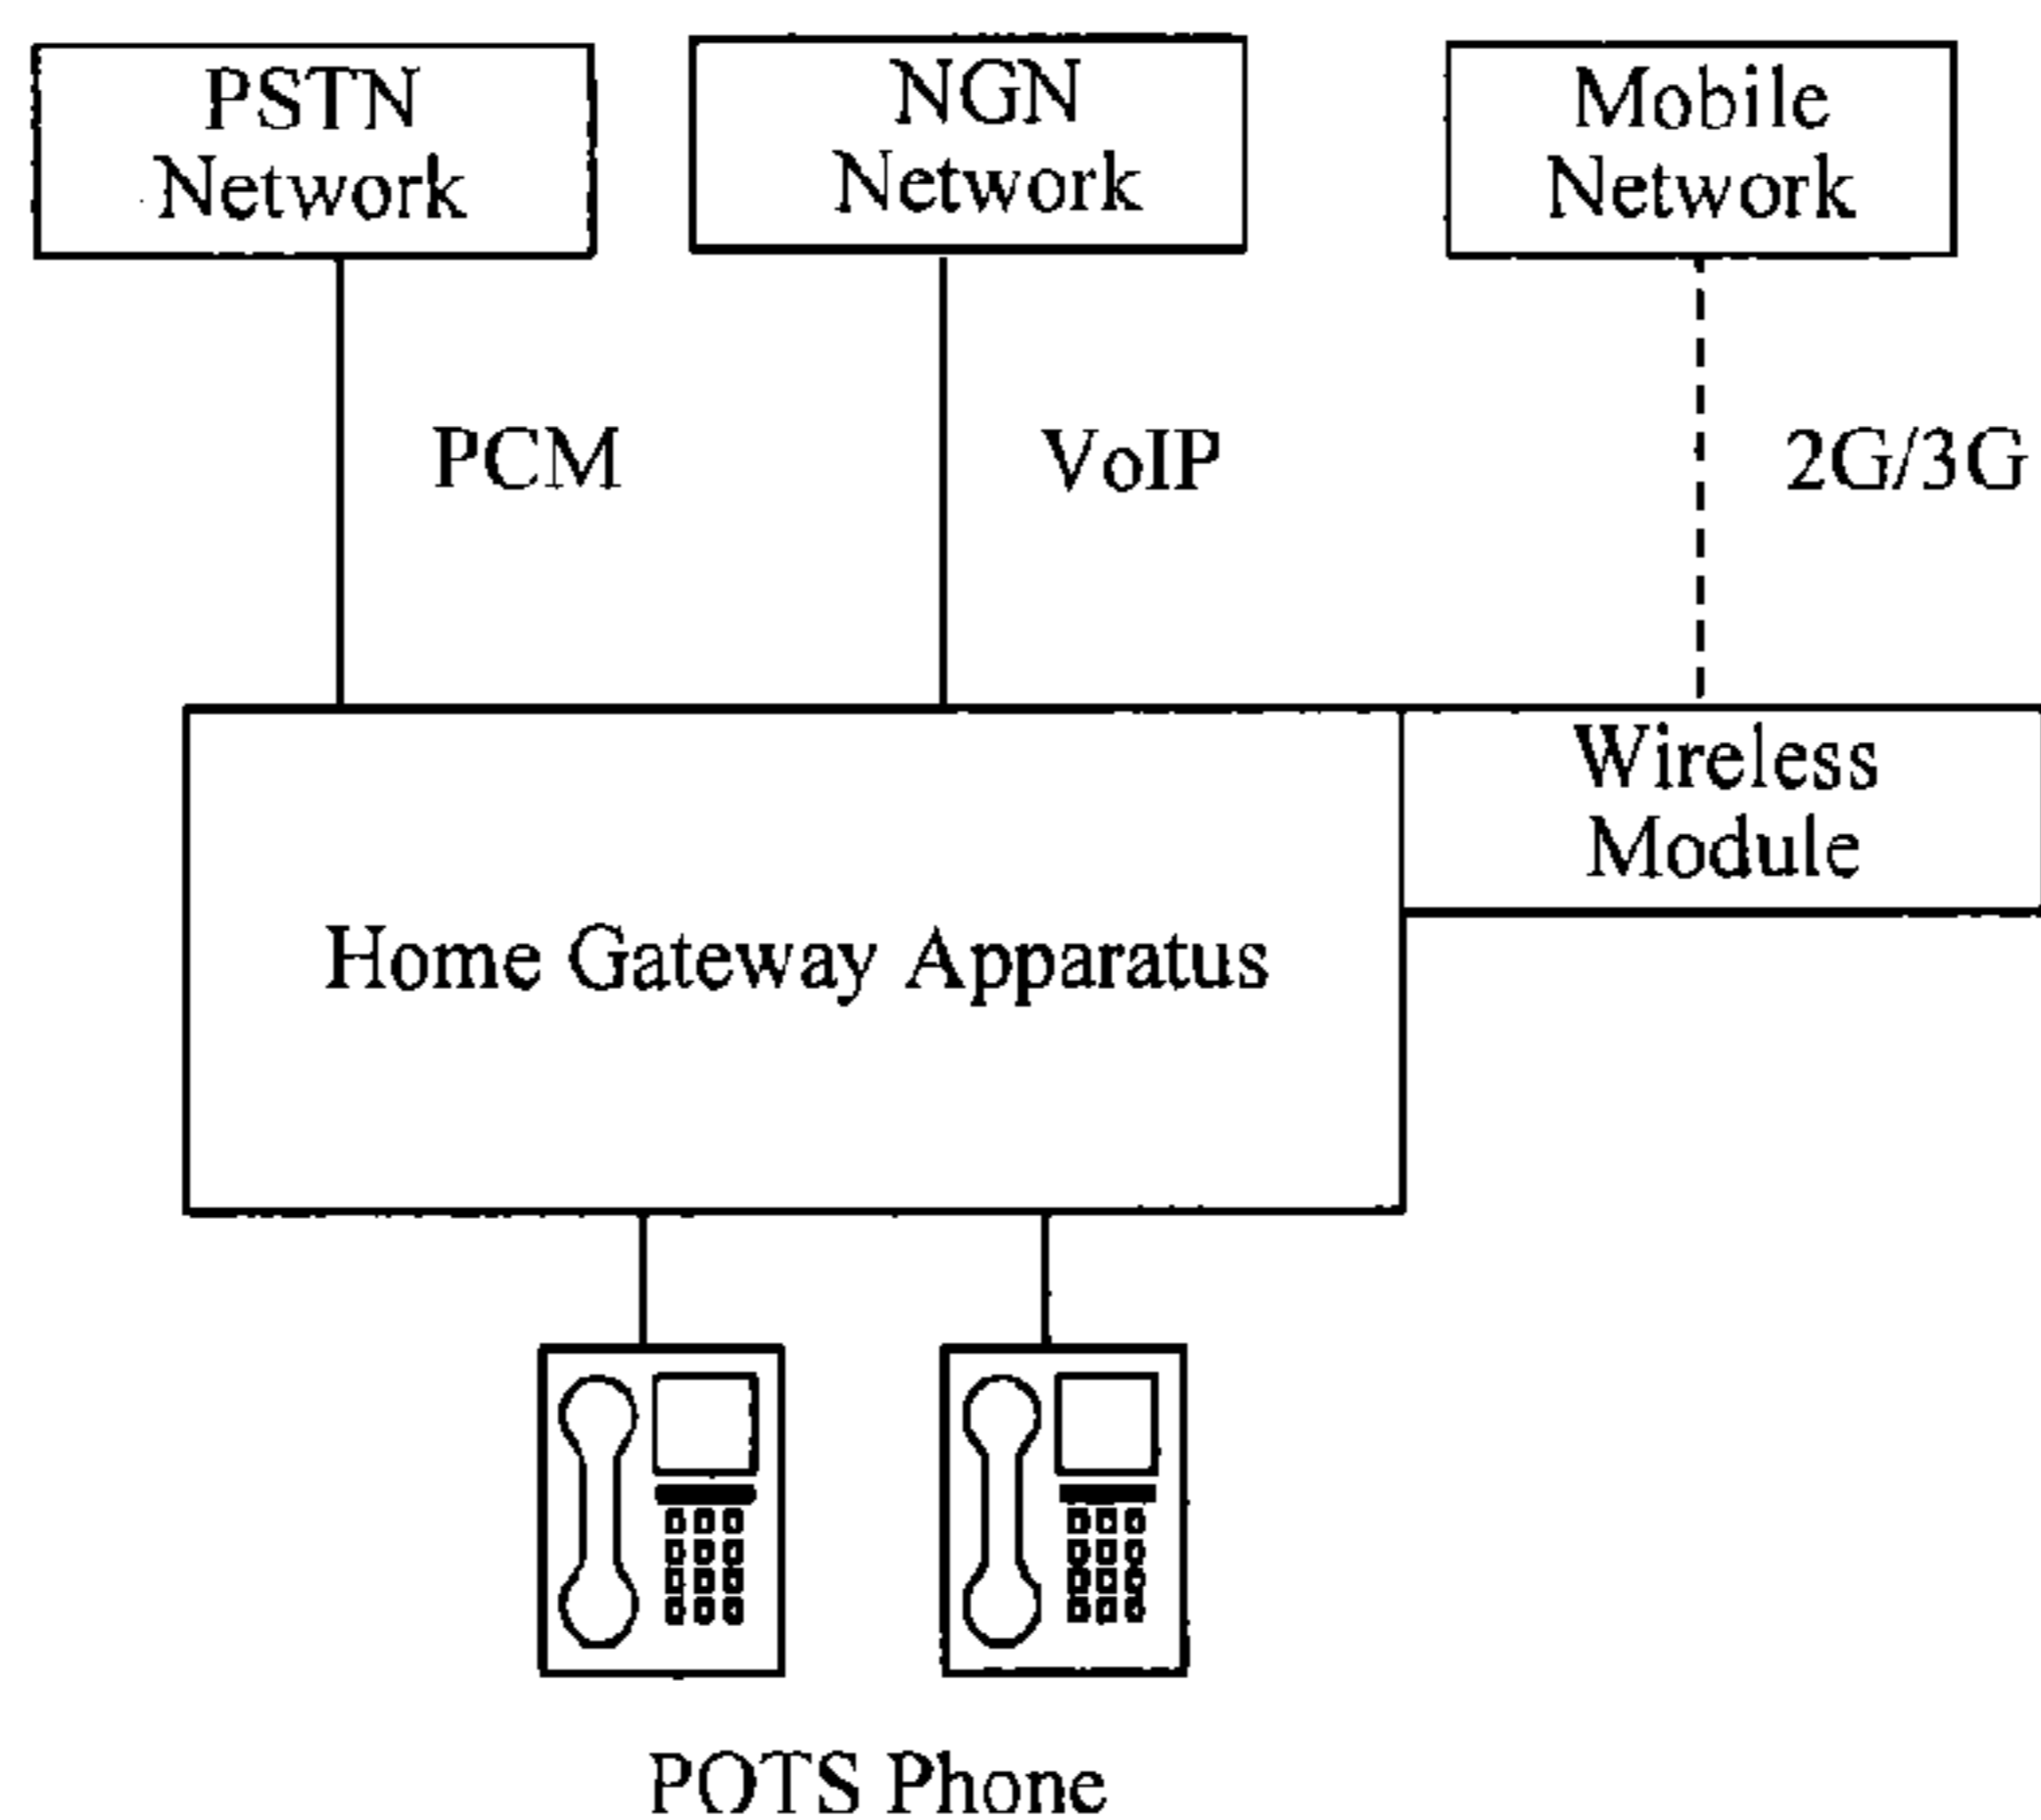 PSTN
Network
NGN
Network
Mobile
Network
PCM
VoIP
2G/3G
Wireless
Module
Home Gateway Apparatus
POTS Phone